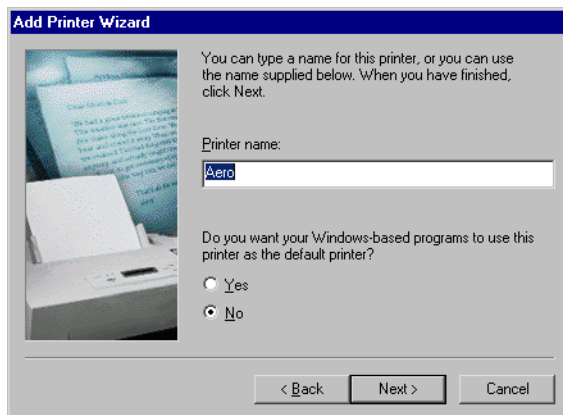 Add Printer Wizard
You can type a name for this printer, or you can use
the name supplied below. When you have finished,
click Next.
Printer name:
Aero
Do you want your Windows-based programs to use this
printer as the default printer?
Yes
No
< Back
Next >
Cancel